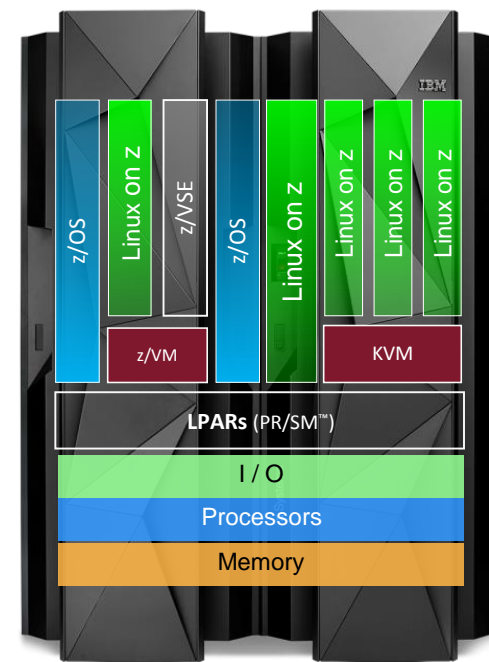 IBM
z/OS
Linux on z
z/VSE
z/OS
Linux on z
Linux on z
Linux on z
Linux on z
z/VM
KVM
LPARs (PR/SM™)
I / O
Processors
Memory